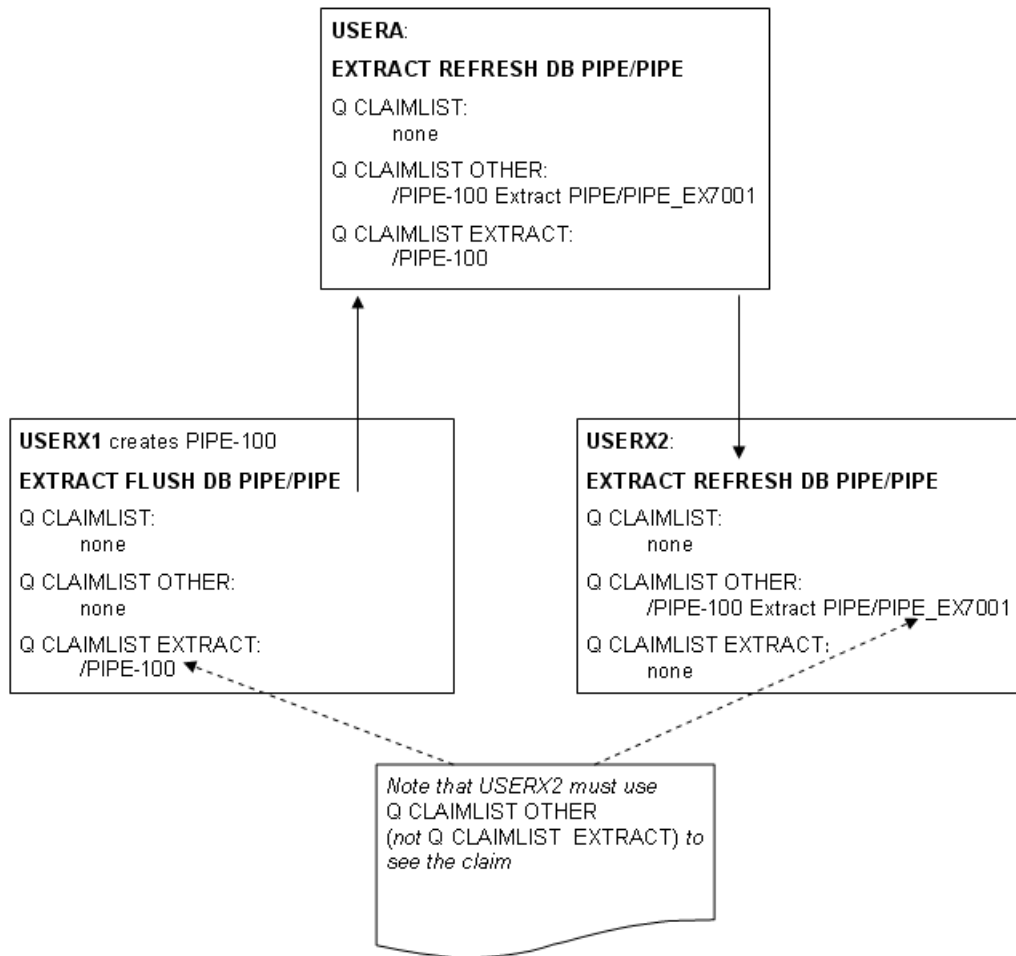 USERA:
EXTRACT REFRESH DB PIPE/PIPE
Q CLAIMLIST:
none
Q CLAIMLIST OTHER:
/PIPE-100 Extract PIPE/PIPE_EX7001
Q CLAIMLIST EXTRACT:
/PIPE-100
USERX1 creates PIPE-100
EXTRACT FLUSH DB PIPE/PIPE
Q CLAIMLIST:
none
Q CLAIMLIST OTHER:
none
Q CLAIMLIST EXTRACT:
/PIPE-100
USERX2:
EXTRACT REFRESH DB PIPE/PIPE
Q CLAIMLIST:
none
Q CLAIMLIST OTHER:
/PIPE-100 Extract PIPE/PIPE_EX7001
Q CLAIMLIST EXTRACT:
none
Note that USERX2 must use
Q CLAIMLIST OTHER
(not Q CLAIMLIST EXTRACT) to
see the claim